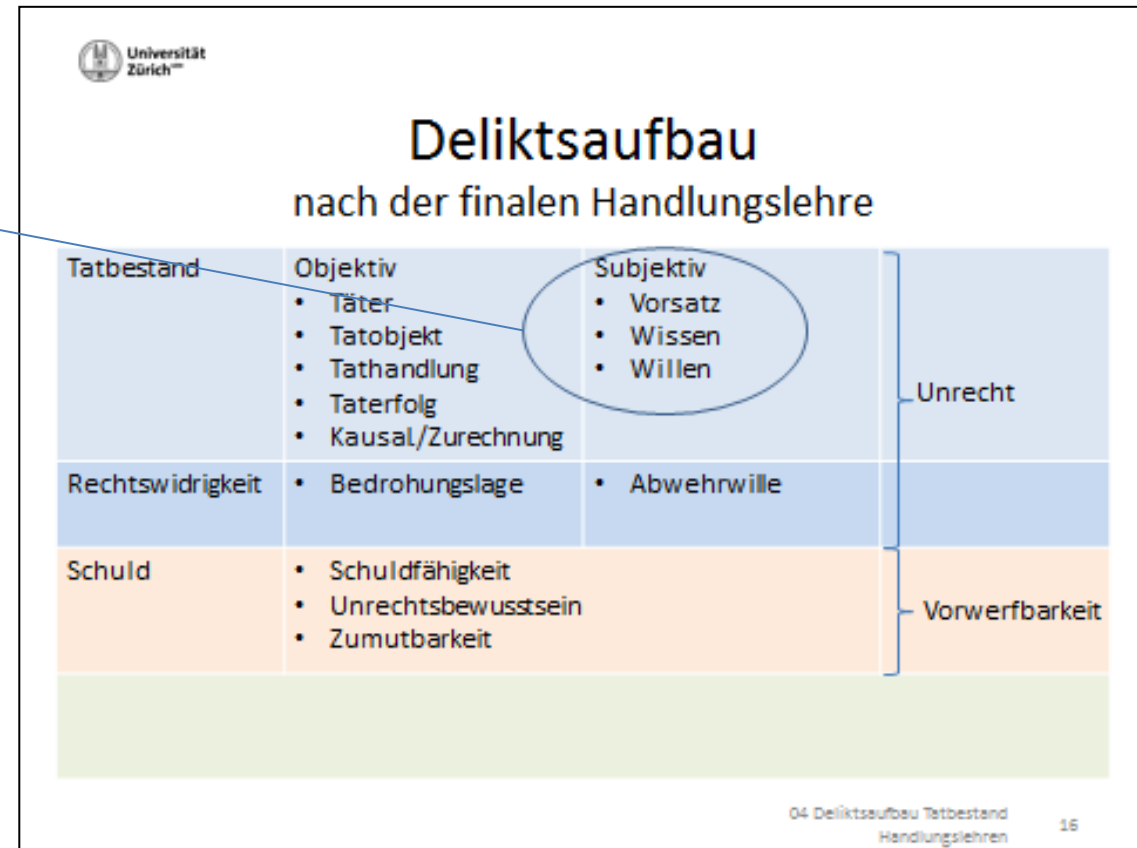 Universität
Zürich
Deliktsaufbau
nach der finalen Handlungslehre
Tatbestand
Objektiv
• Täter
• Tatobjekt
• Tathandlung
• Taterfolg
• Kausal./Zurechnung
Subjektiv
• Vorsatz
• Wissen
• Willen
Unrecht
Rechtswidrigkeit
• Bedrohungslage
• Abwehrwille
Schuld
• Schuldfähigkeit
• Unrechtsbewusstsein
• Zumutbarkeit
Vorwerfbarkeit
04 Deliktsaufbau Tatbestand
Handlungslehren
16